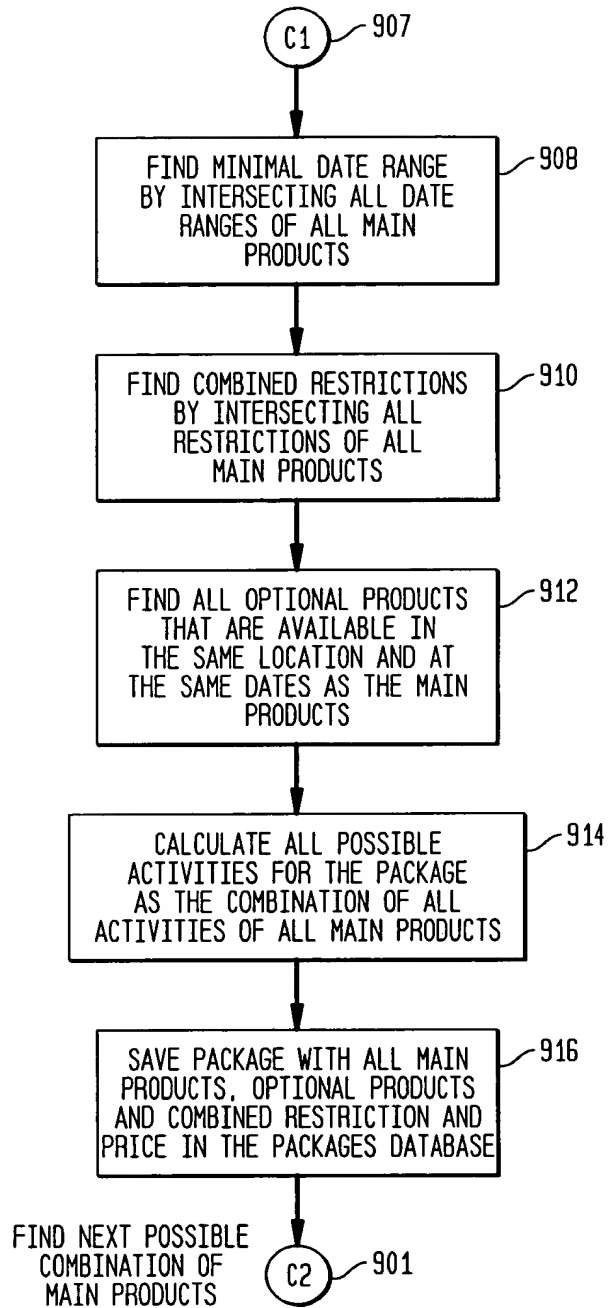 C1 907
FIND MINIMAL DATE RANGE
BY INTERSECTING ALL DATE
RANGES OF ALL MAIN
PRODUCTS
908
FIND COMBINED RESTRICTIONS
BY INTERSECTING ALL
RESTRICTIONS OF ALL
MAIN PRODUCTS
910
FIND ALL OPTIONAL PRODUCTS
THAT ARE AVAILABLE IN
THE SAME LOCATION AND AT
THE SAME DATES AS THE MAIN
PRODUCTS
912
CALCULATE ALL POSSIBLE
ACTIVITIES FOR THE PACKAGE
AS THE COMBINATION OF ALL
ACTIVITIES OF ALL MAIN PRODUCTS
914
SAVE PACKAGE WITH ALL MAIN
PRODUCTS, OPTIONAL PRODUCTS
AND COMBINED RESTRICTION AND
PRICE IN THE PACKAGES DATABASE
916
FIND NEXT POSSIBLE
COMBINATION OF
MAIN PRODUCTS
C2 901